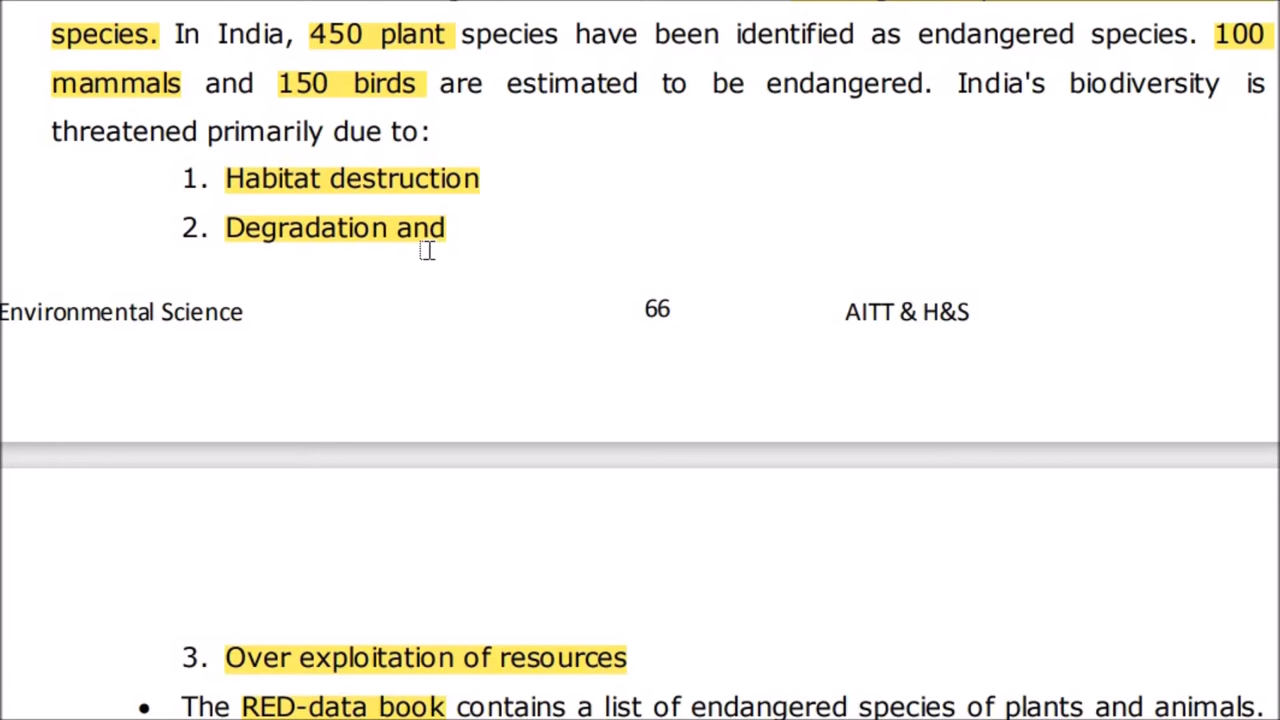 species. In India, 450 plant species have been identified as endangered species. 100
mammals and 150 birds are estimated to be endangered. India's biodiversity is
threatened primarily due to:
1. Habitat destruction
2. Degradation and
Environmental Science 66 AITT & H&S
3. Over exploitation of resources
• The RED-data book contains a list of endangered species of plants and animals.